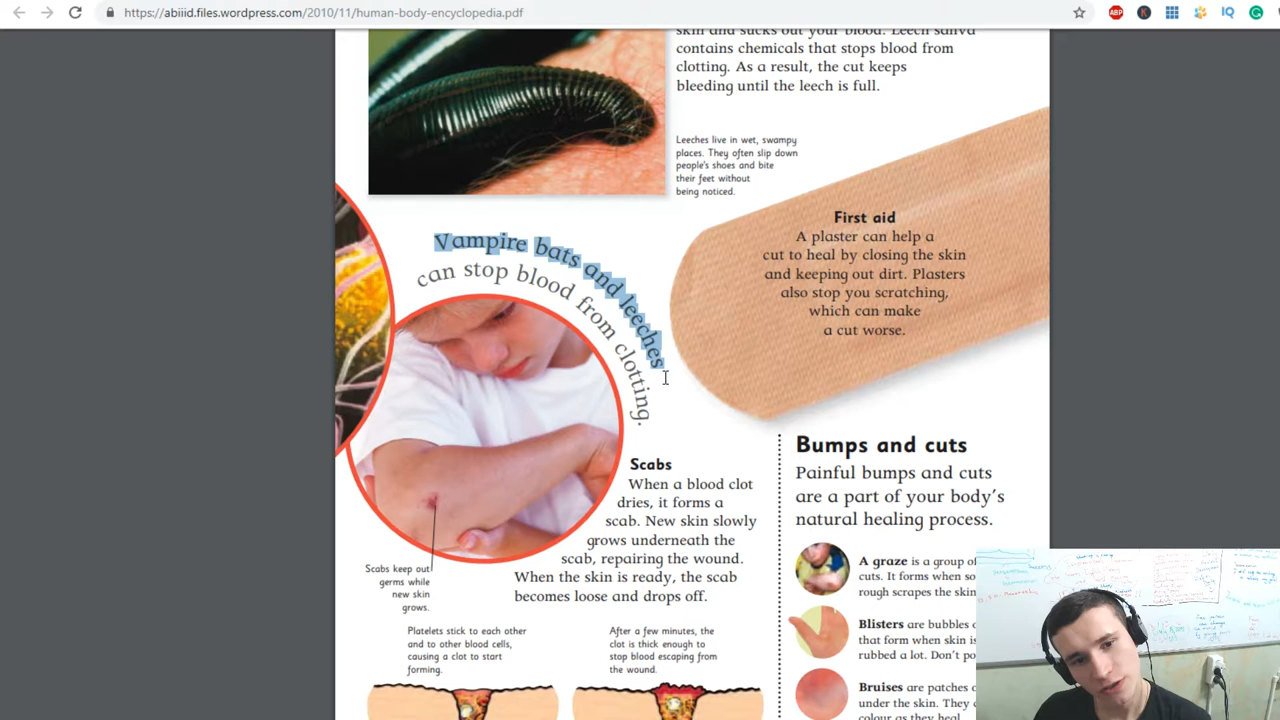 https://abiiid.files.wordpress.com/2010/11/human-body-encyclopedia.pdf
skin and sucks out your blood. Leech saliva
contains chemicals that stops blood from
clotting. As a result, the cut keeps
bleeding until the leech is full.
Leeches live in wet, swampy
places. They often slip down
people's shoes and bite
their feet without
being noticed.
First aid
A plaster can help a
cut to heal by closing the skin
and keeping out dirt. Plasters
also stop you scratching,
which can make
a cut worse.
Vampire bats and leeches
can stop blood from clotting.
Scabs
When a blood clot
dries, it forms a
scab. New skin slowly
grows underneath the
scab, repairing the wound.
When the skin is ready, the scab
becomes loose and drops off.
Scabs keep out
germs while
new skin
grows.
Platelets stick to each other
and to other blood cells,
causing a clot to start
forming.
After a few minutes, the
clot is thick enough to
stop blood escaping from
the wound.
Bumps and cuts
Painful bumps and cuts
are a part of your body's
natural healing process.
A graze is a group of
cuts. It forms when so
rough scrapes the skin
Blisters are bubbles o
that form when skin is
rubbed a lot. Don't po
Bruises are patches o
under the skin. They c
colour as they heal
ABP
K
IQ
G